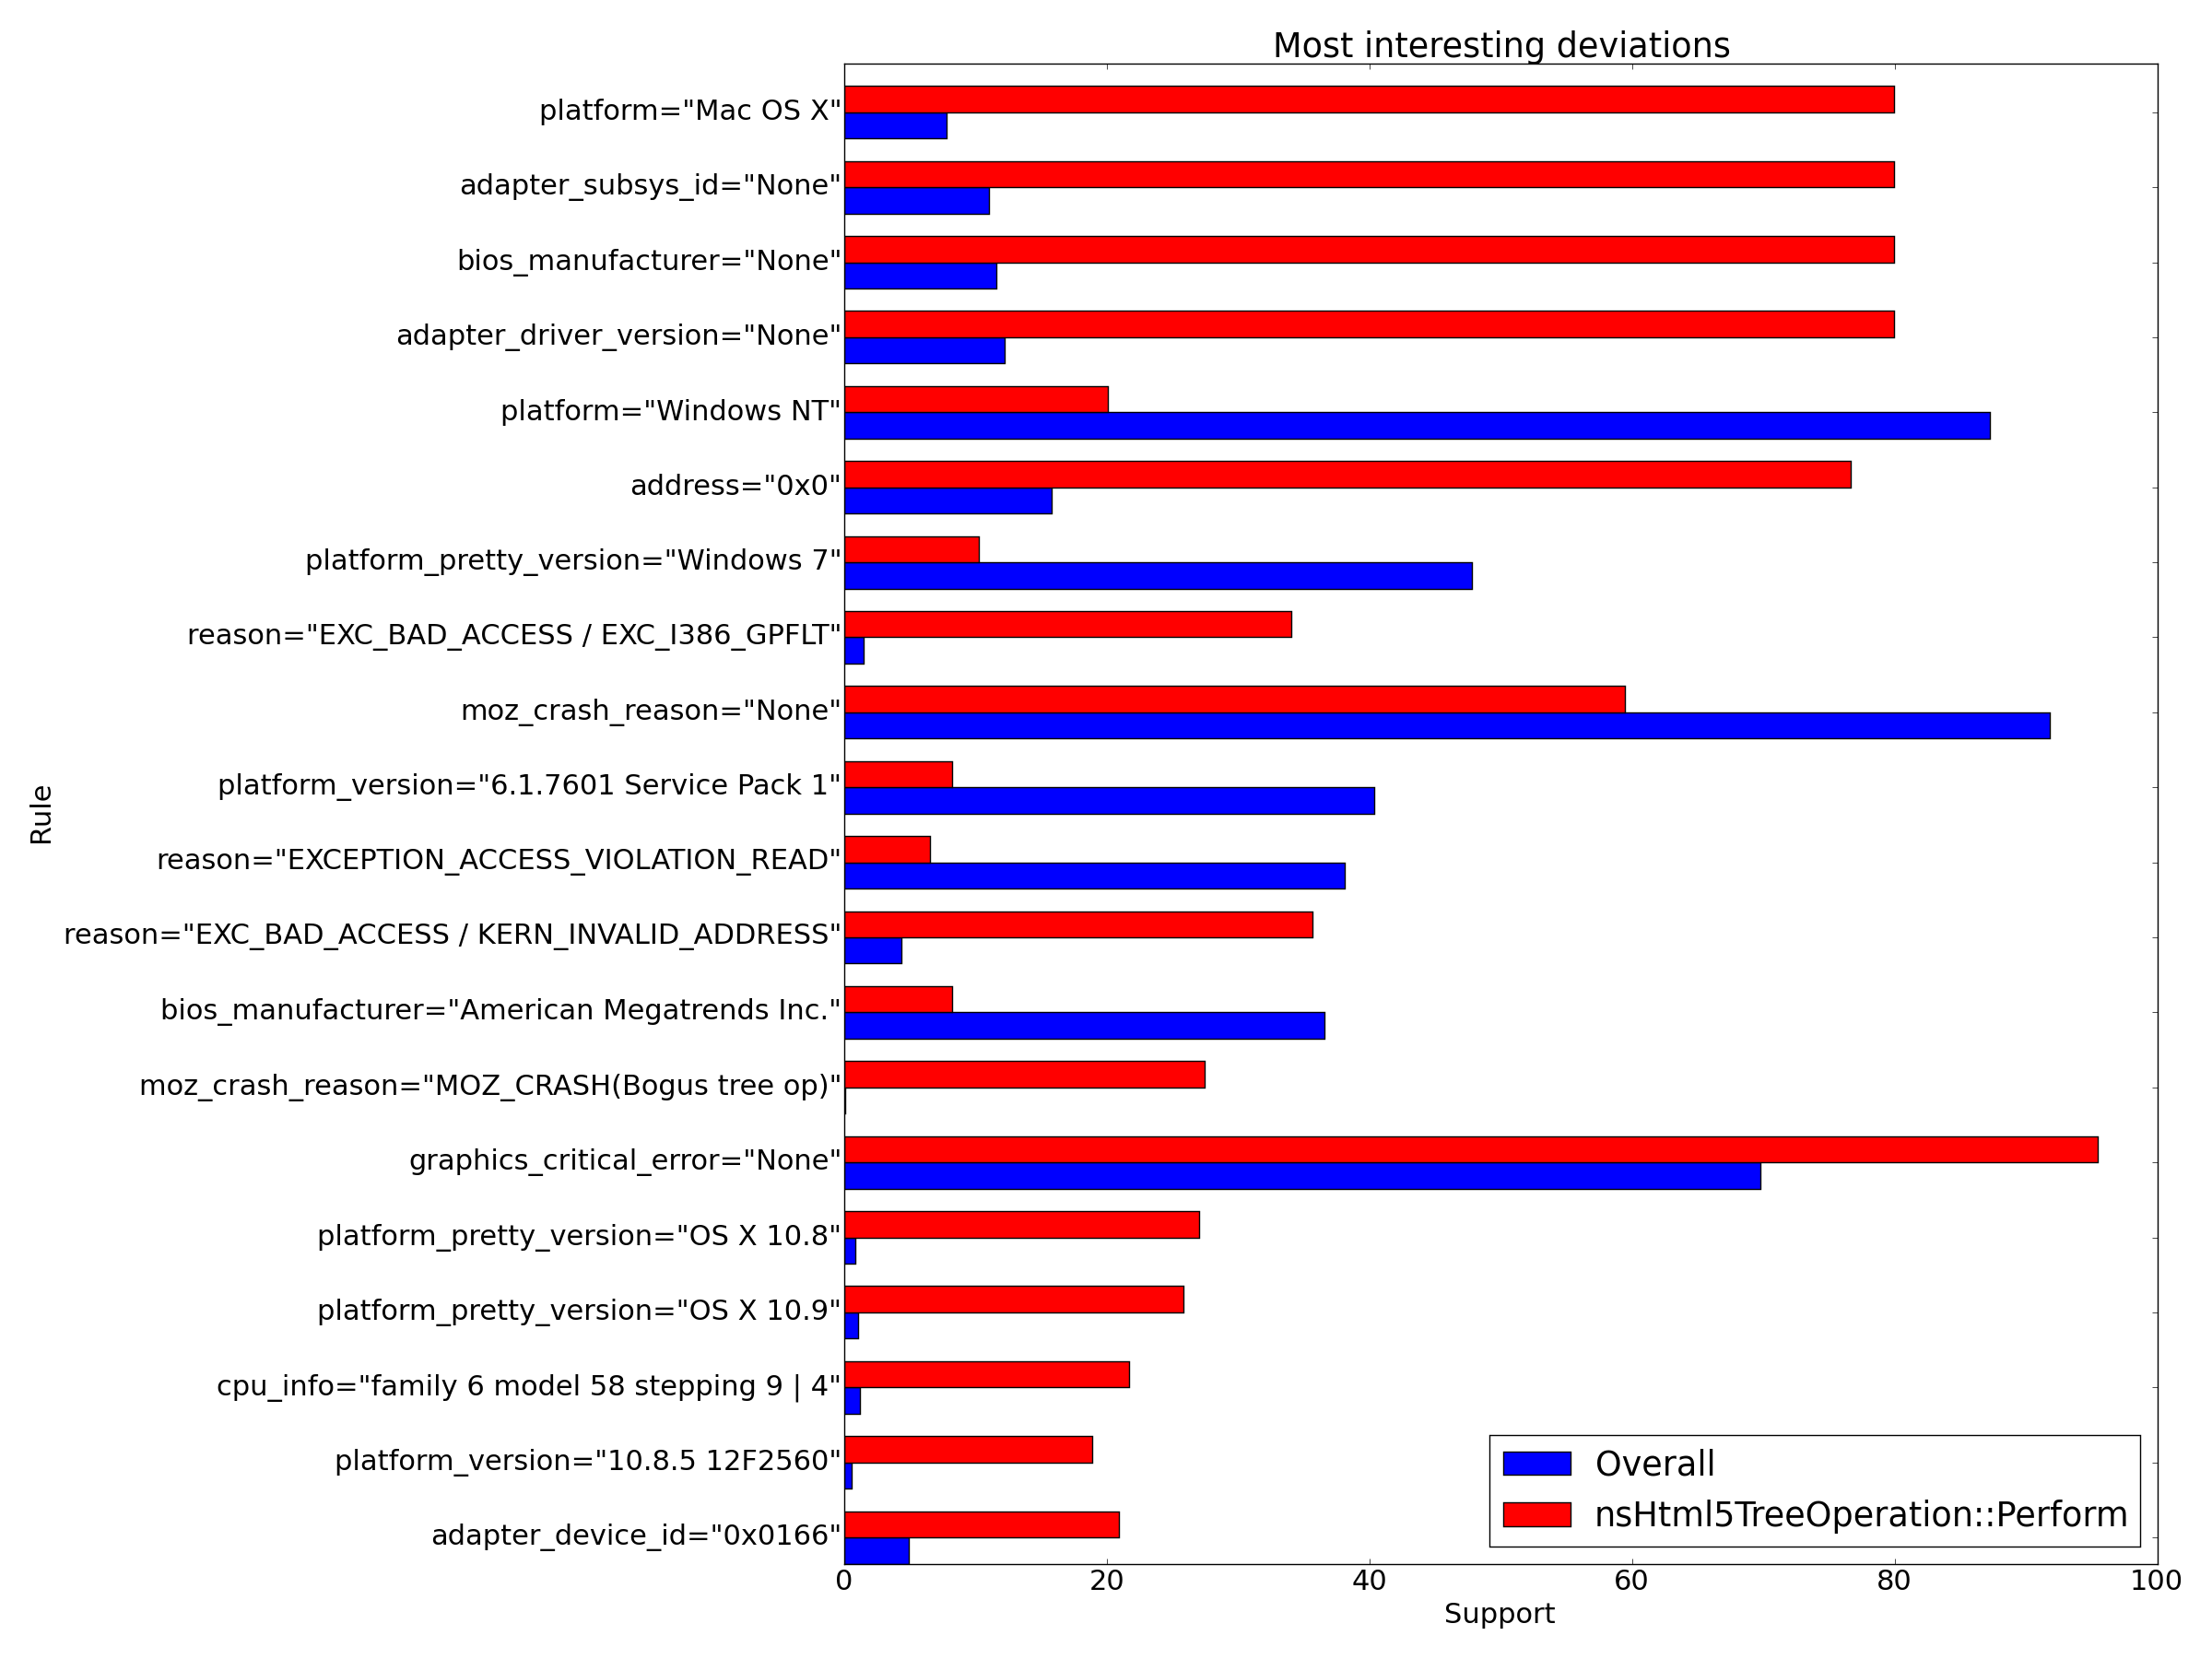 Most interesting deviations
platform="Mac OS X"
adapter_subsys_id="None"
bios_manufacturer="None"
adapter_driver_version="None"
platform="Windows NT"
address="0x0"
platform_pretty_version="Windows 7"
reason="EXC_BAD_ACCESS / EXC_I386_GPFLT"
moz_crash_reason="None"
platform_version="6.1.7601 Service Pack 1"
reason="EXCEPTION_ACCESS_VIOLATION_READ"
reason="EXC_BAD_ACCESS / KERN_INVALID_ADDRESS"
bios_manufacturer="American Megatrends Inc."
moz_crash_reason="MOZ_CRASH(Bogus tree op)"
graphics_critical_error="None"
platform_pretty_version="OS X 10.8"
platform_pretty_version="OS X 10.9"
cpu_info="family 6 model 58 stepping 9 | 4"
platform_version="10.8.5 12F2560"
adapter_device_id="0x0166"
Rule
Overall
nsHtml5TreeOperation::Perform
0 20 40 60 80 100
Support